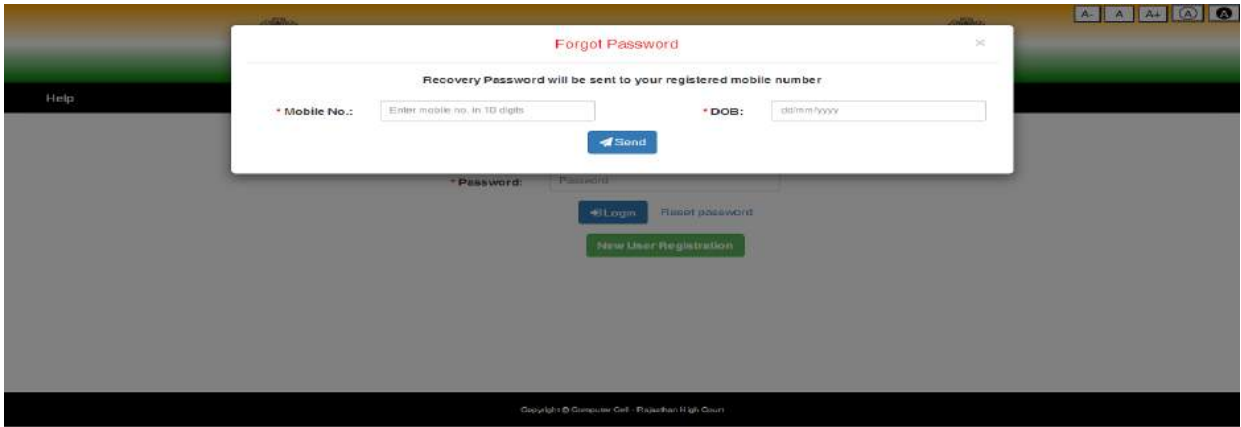 A- A A+ A A
Forgot Password ×
Recovery Password will be sent to your registered mobile number
Help
* Mobile No.: Enter mobile no. in 10 digits * DOB: dd/mm/yyyy
Send
* Password: Password
Login Reset password
New User Registration
Copyright © Computer Cell - Rajasthan High Court